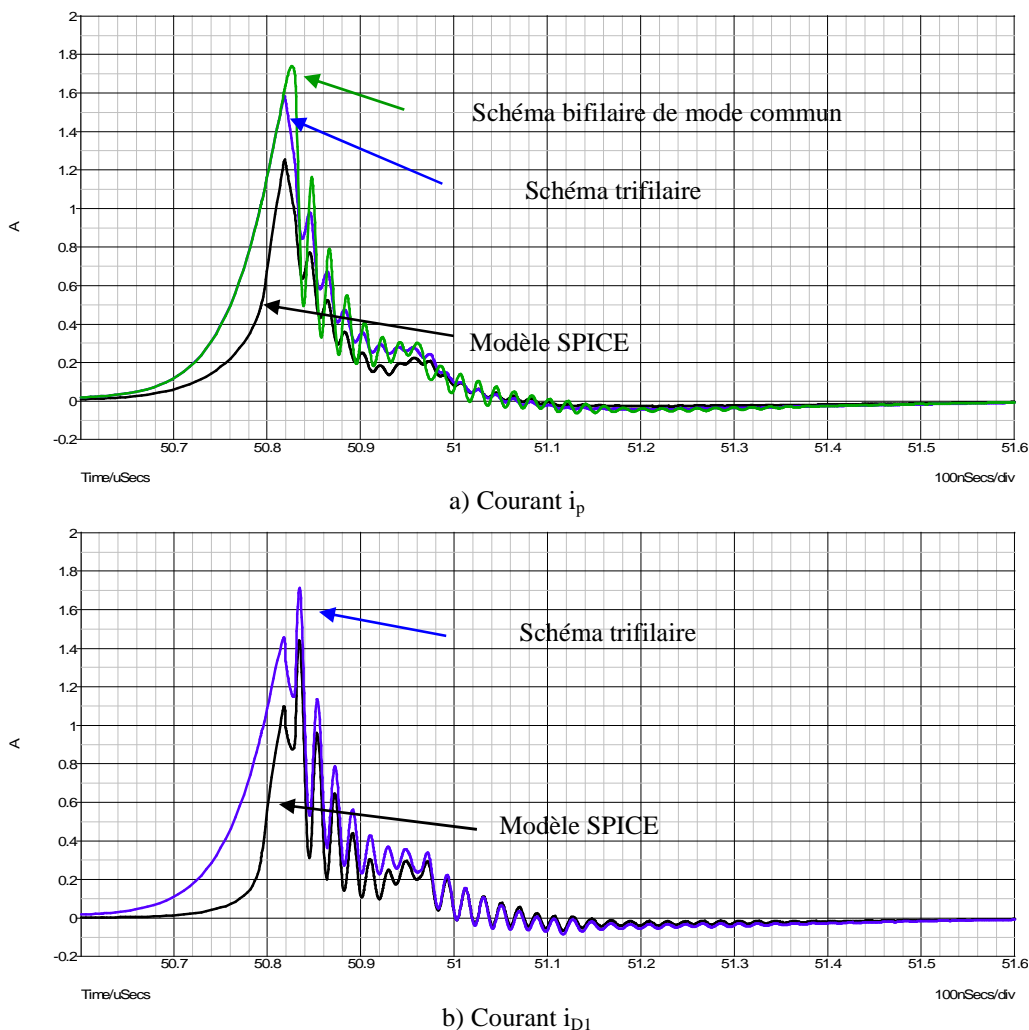 2
1.8
1.6
1.4
1.2
1
0.8
0.6
0.4
0.2
0
-0.2
A
Schéma bifilaire de mode commun
Schéma trifilaire
Modèle SPICE
50.7 50.8 50.9 51 51.1 51.2 51.3 51.4 51.5 51.6
Time/uSecs 100nSecs/div
a) Courant ip
2
1.8
1.6
1.4
1.2
1
0.8
0.6
0.4
0.2
0
-0.2
A
Schéma trifilaire
Modèle SPICE
50.7 50.8 50.9 51 51.1 51.2 51.3 51.4 51.5 51.6
Time/uSecs 100nSecs/div
b) Courant iD1